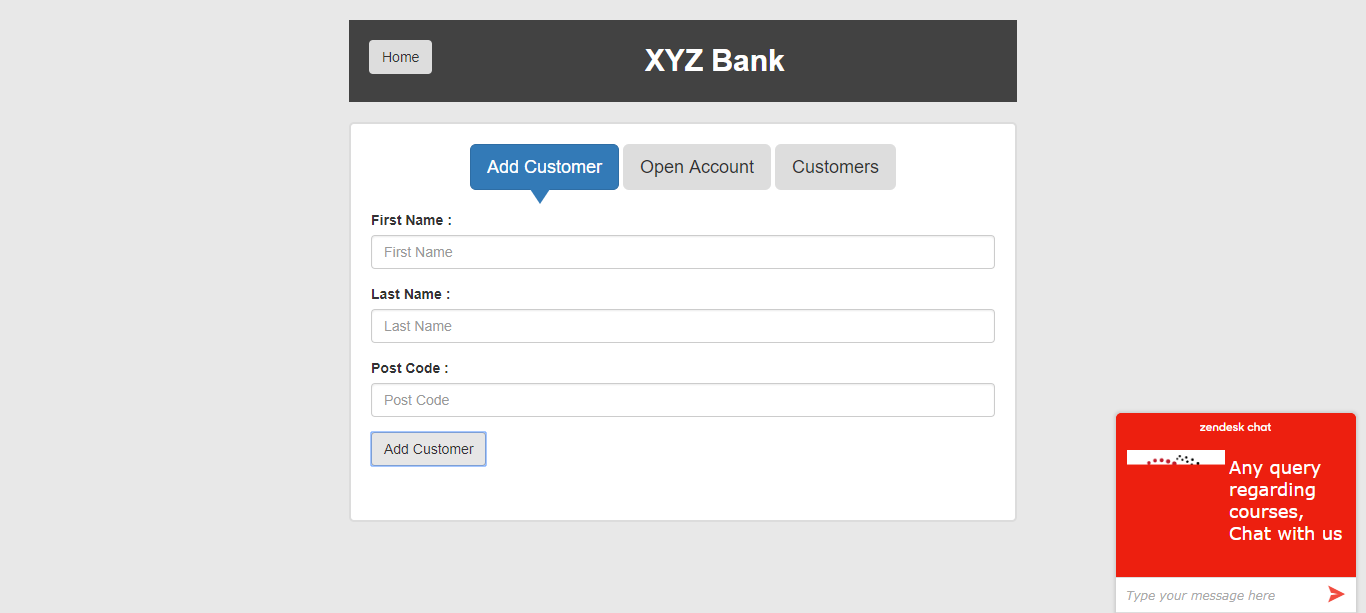 Home
XYZ Bank
Add Customer
Open Account
Customers
First Name :
First Name
Last Name :
Last Name
Post Code :
Post Code
Add Customer
zendesk chat
Any query
regarding
courses,
Chat with us
Type your message here